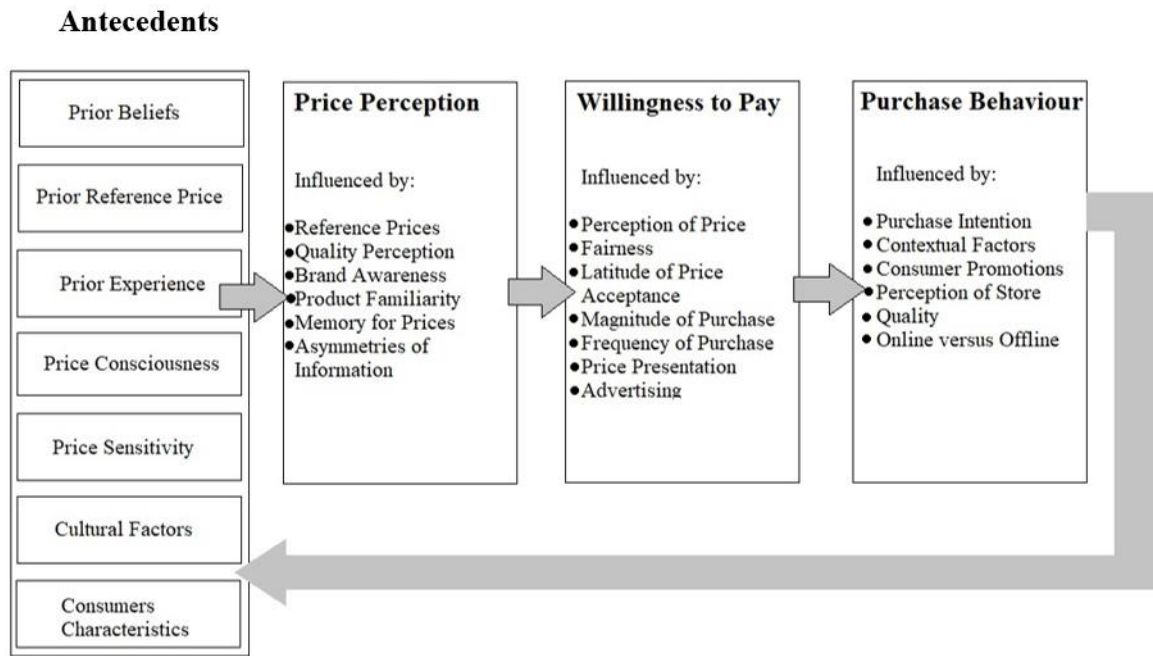 Antecedents
Prior Beliefs
Prior Reference Price
Prior Experience
Price Consciousness
Price Sensitivity
Cultural Factors
Consumers
Characteristics
Price Perception
Influenced by:
●Reference Prices
●Quality Perception
●Brand Awareness
●Product Familiarity
●Memory for Prices
●Asymmetries of
Information
Willingness to Pay
Influenced by:
●Perception of Price
●Fairness
●Latitude of Price
Acceptance
●Magnitude of Purchase
●Frequency of Purchase
●Price Presentation
●Advertising
Purchase Behaviour
Influenced by:
●Purchase Intention
●Contextual Factors
●Consumer Promotions
●Perception of Store
●Quality
●Online versus Offline